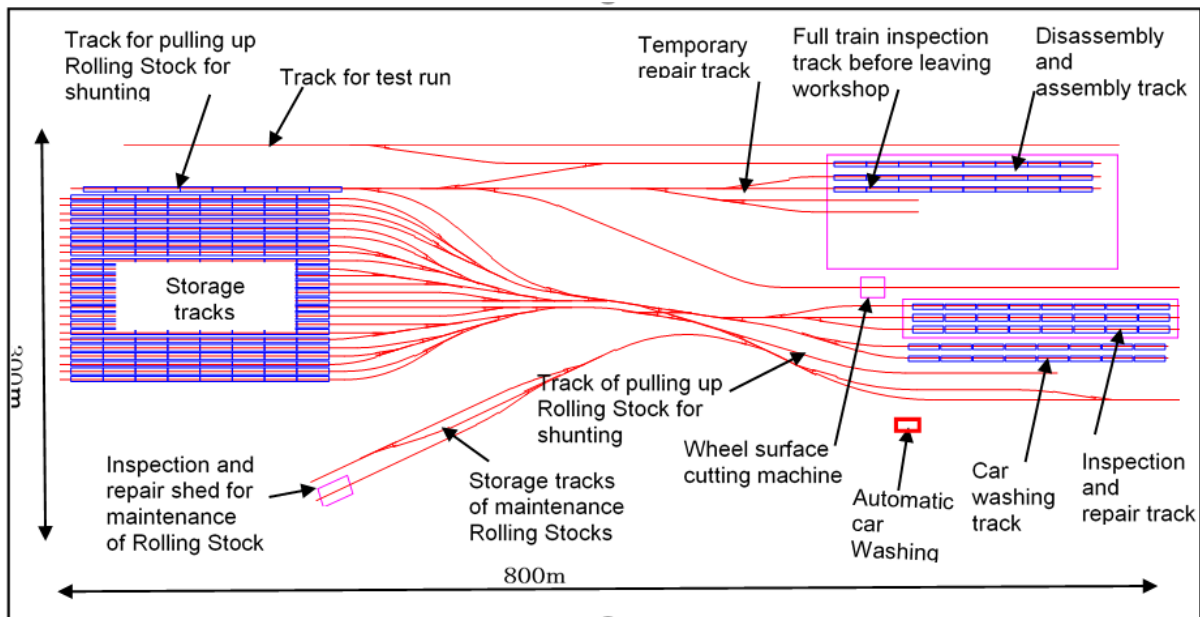 Track for pulling up
Rolling Stock for
shunting
Track for test run
Temporary
repair track
Full train inspection
track before leaving
workshop
Disassembly
and
assembly track
Storage
tracks
300m
Track of pulling up
Rolling Stock for
shunting
Inspection and
repair shed for
maintenance
of Rolling Stock
Storage tracks
of maintenance
Rolling Stocks
Wheel surface
cutting machine
Automatic
car
Washing
Car
washing
track
Inspection
and
repair track
800m